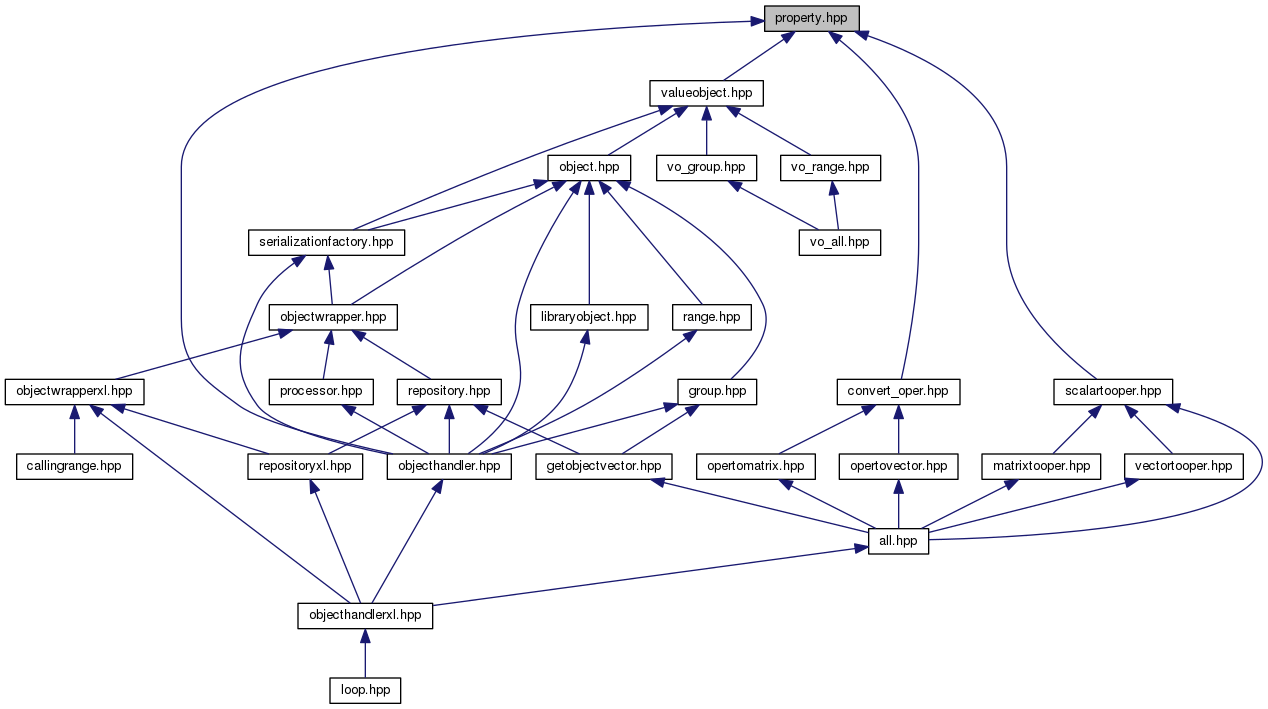 property.hpp
valueobject.hpp
object.hpp
vo_group.hpp
vo_range.hpp
serializationfactory.hpp
vo_all.hpp
objectwrapper.hpp
libraryobject.hpp
range.hpp
objectwrapperxl.hpp
processor.hpp
repository.hpp
group.hpp
convert_oper.hpp
scalartooper.hpp
callingrange.hpp
repositoryxl.hpp
objecthandler.hpp
getobjectvector.hpp
opertomatrix.hpp
opertovector.hpp
matrixtooper.hpp
vectortooper.hpp
all.hpp
objecthandlerxl.hpp
loop.hpp